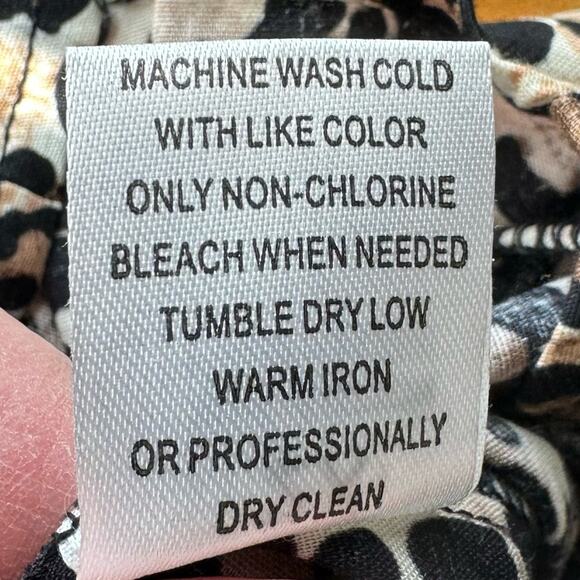 MACHINE WASH COLD
WITH LIKE COLOR
ONLY NON-CHLORINE
BLEACH WHEN NEEDED
TUMBLE DRY LOW
WARM IRON
OR PROFESSIONALLY
DRY CLEAN